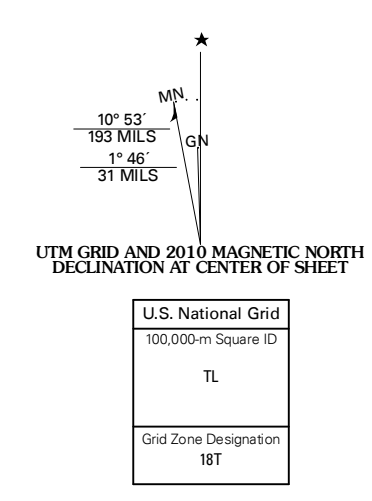 MN
10° 53´
193 MILS
GN
1° 46´
31 MILS
UTM GRID AND 2010 MAGNETIC NORTH
DECLINATION AT CENTER OF SHEET
U.S. National Grid
100,000-m Square ID
TL
Grid Zone Designation
18T